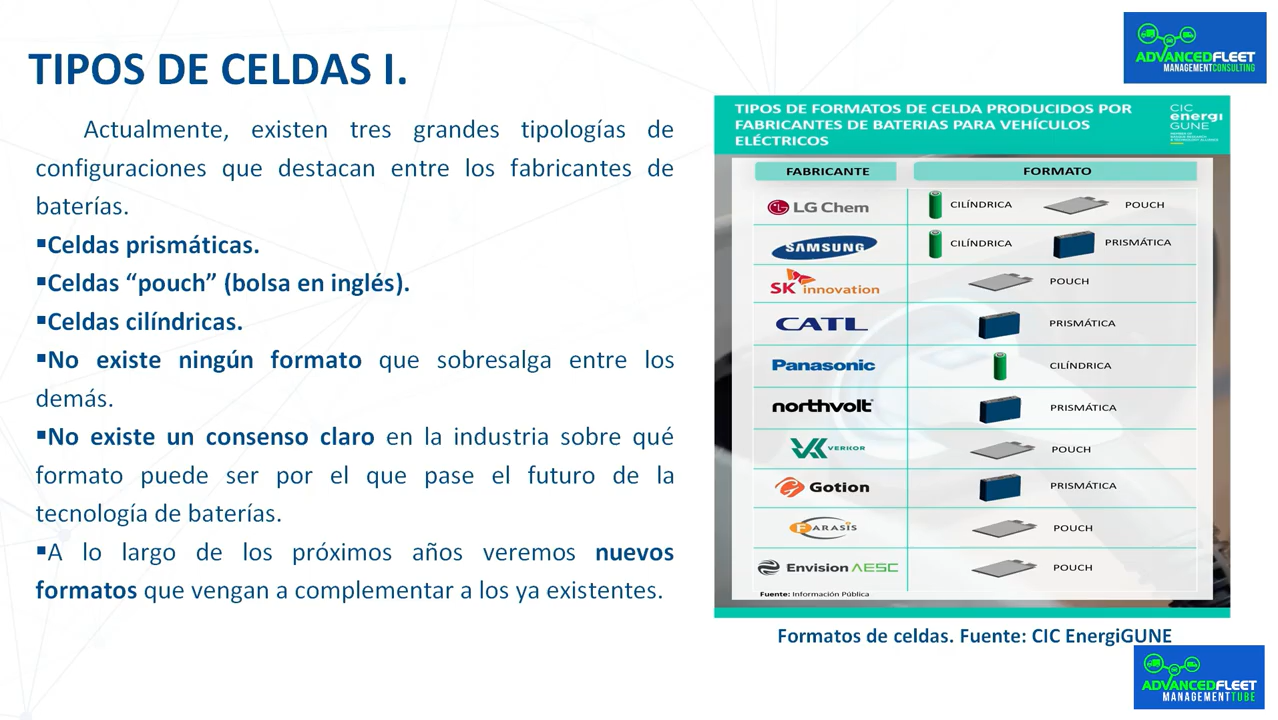 TIPOS DE CELDAS I.
Actualmente, existen tres grandes tipologías de
configuraciones que destacan entre los fabricantes de
baterías.
▪Celdas prismáticas.
▪Celdas “pouch” (bolsa en inglés).
▪Celdas cilíndricas.
▪No existe ningún formato que sobresalga entre los
demás.
▪No existe un consenso claro en la industria sobre qué
formato puede ser por el que pase el futuro de la
tecnología de baterías.
▪A lo largo de los próximos años veremos nuevos
formatos que vengan a complementar a los ya existentes.
ADVANCEDFLEET
MANAGEMENTCONSULTING
TIPOS DE FORMATOS DE CELDA PRODUCIDOS POR
FABRICANTES DE BATERIAS PARA VEHÍCULOS
ELÉCTRICOS
CIC
energi
GUNE
FABRICANTE FORMATO
LG Chem CILÍNDRICA POUCH
SAMSUNG CILÍNDRICA PRISMÁTICA
SK innovation POUCH
CATL PRISMÁTICA
Panasonic CILÍNDRICA
northvolt PRISMÁTICA
VERKOR POUCH
Gotion PRISMÁTICA
FARASIS POUCH
Envision AESC POUCH
Fuente: Información Pública
Formatos de celdas. Fuente: CIC EnergiGUNE
ADVANCEDFLEET
MANAGEMENTTUBE